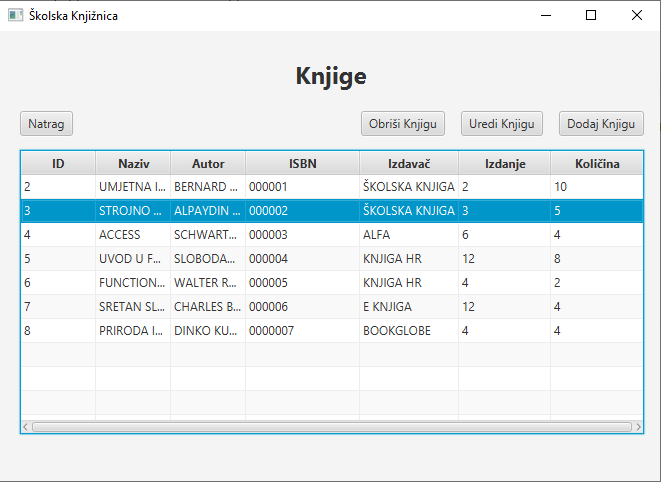 Školska Knjižnica
Knjige
Natrag Obriši Knjigu Uredi Knjigu Dodaj Knjigu
ID Naziv Autor ISBN Izdavač Izdanje Količina
2 UMJETNA I... BERNARD ... 000001 ŠKOLSKA KNJIGA 2 10
3 STROJNO ... ALPAYDIN ... 000002 ŠKOLSKA KNJIGA 3 5
4 ACCESS SCHWART... 000003 ALFA 6 4
5 UVOD U F... SLOBODA... 000004 KNJIGA HR 12 8
6 FUNCTION... WALTER R... 000005 KNJIGA HR 4 2
7 SRETAN SL... CHARLES B... 000006 E KNJIGA 12 4
8 PRIRODA I... DINKO KU... 0000007 BOOKGLOBE 4 4